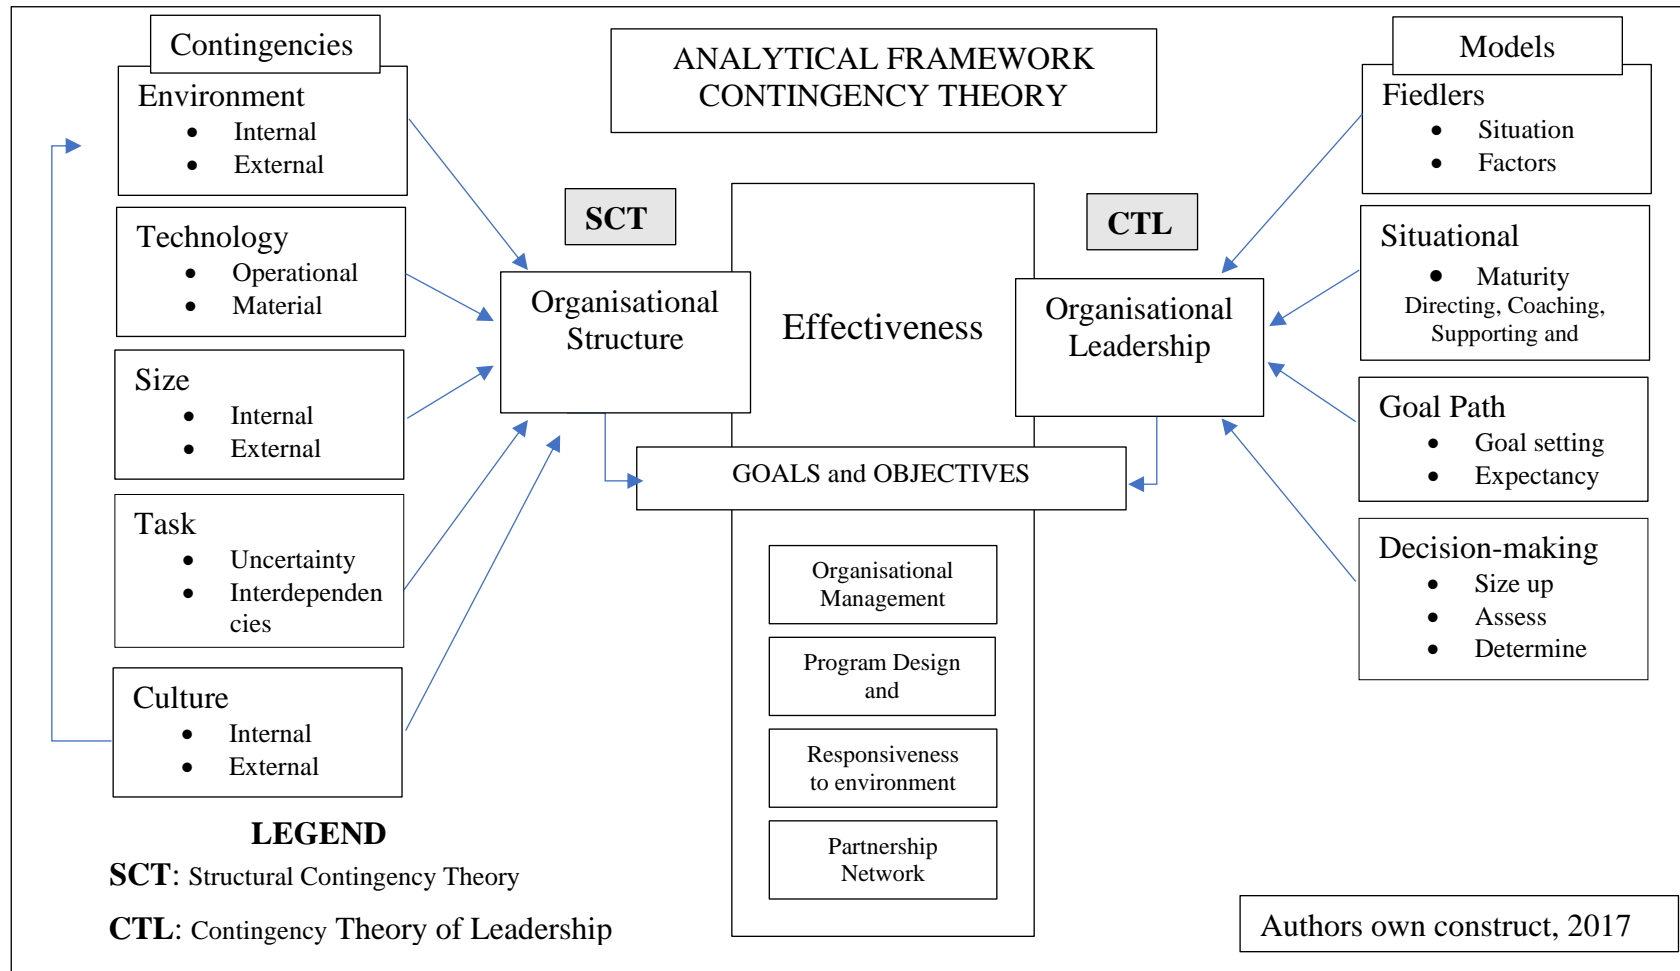 Contingencies
Environment
• Internal
• External
Technology
• Operational
• Material
Size
• Internal
• External
Task
• Uncertainty
• Interdependen
cies
Culture
• Internal
• External
ANALYTICAL FRAMEWORK
CONTINGENCY THEORY
SCT
Organisational
Structure
Effectiveness
CTL
Organisational
Leadership
GOALS and OBJECTIVES
Organisational
Management
Program Design
and
Responsiveness
to environment
Partnership
Network
Models
Fiedlers
• Situation
• Factors
Situational
• Maturity
Directing, Coaching,
Supporting and
Goal Path
• Goal setting
• Expectancy
Decision-making
• Size up
• Assess
• Determine
LEGEND
SCT: Structural Contingency Theory
CTL: Contingency Theory of Leadership
Authors own construct, 2017